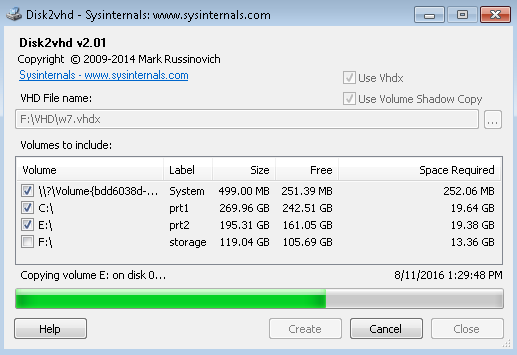 Disk2vhd - Sysinternals: www.sysinternals.com
Disk2vhd v2.01
Copyright © 2009-2014 Mark Russinovich
Sysinternals - www.sysinternals.com
Use Vhdx
VHD File name:
Use Volume Shadow Copy
F:\VHD\w7.vhdx
...
Volumes to include:
Volume Label Size Free Space Required
\\?\Volume{bdd6038d-... System 499.00 MB 251.39 MB 252.06 MB
C:\ prt1 269.96 GB 242.51 GB 19.64 GB
E:\ prt2 195.31 GB 161.05 GB 19.38 GB
F:\ storage 119.04 GB 105.69 GB 13.36 GB
Copying volume E: on disk 0... 8/11/2016 1:29:48 PM
Help Create Cancel Close